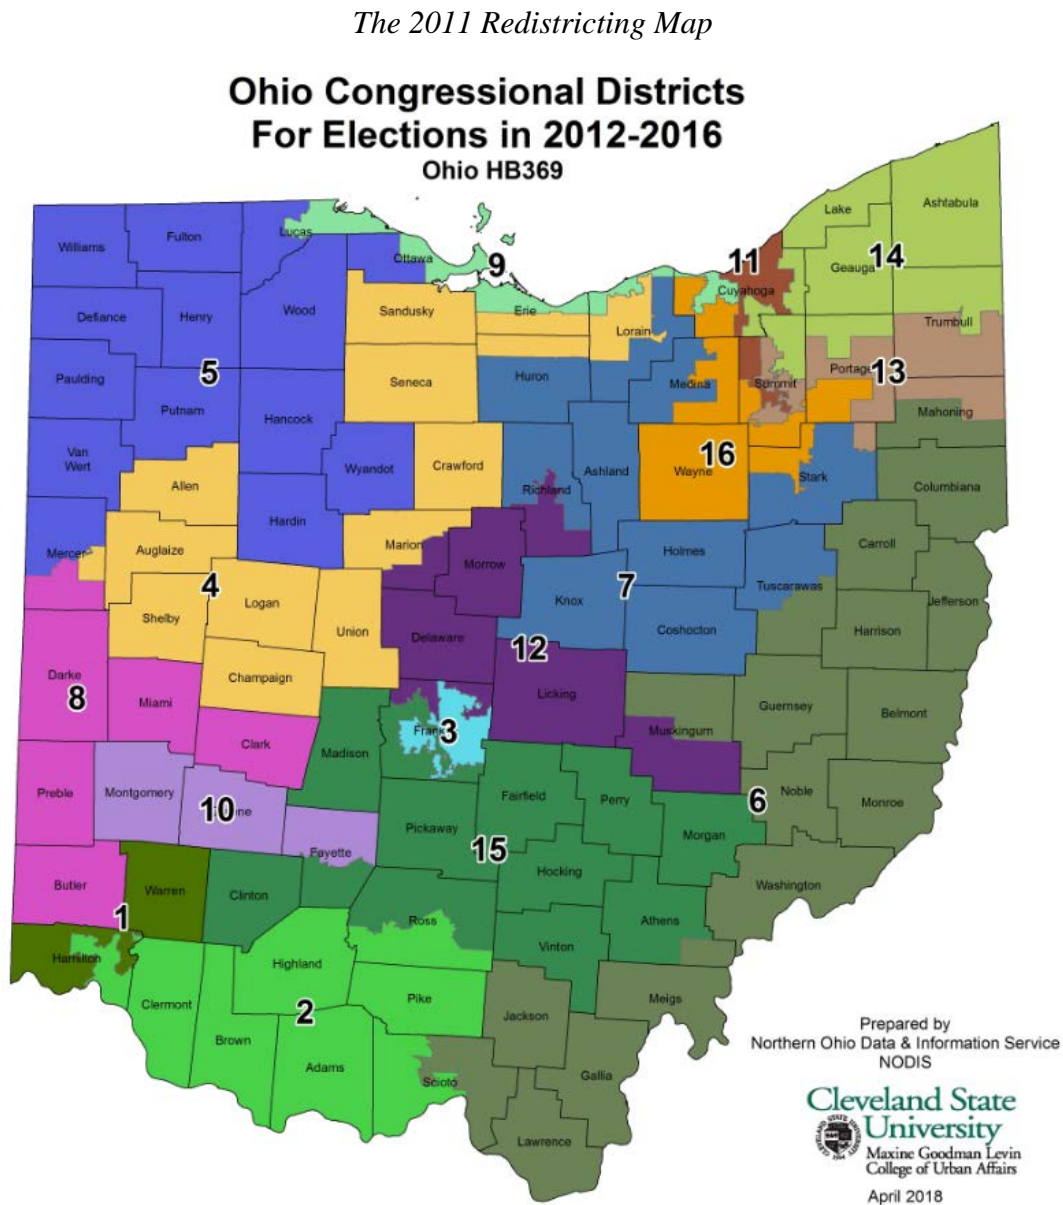 The 2011 Redistricting Map
Ohio Congressional Districts
For Elections in 2012-2016
Ohio HB369
Williams
Fulton
Lucas
Ottawa
9
11
Lake
Ashtabula
Geauga
14
Cuyahoga
Defiance
Henry
Wood
Sandusky
Erie
Lorain
Trumbull
Paulding
5
Putnam
Hancock
Seneca
Huron
Medina
Summit
Portage
13
Mahoning
Van
Wert
Allen
Wyandot
Crawford
Richland
Ashland
Wayne
16
Stark
Columbiana
Mercer
Auglaize
Hardin
Marion
Morrow
Holmes
Carroll
4
Shelby
Logan
Union
Delaware
Knox
7
Tuscarawas
Coshocton
Harrison
Jefferson
Darke
8
Miami
Champaign
12
Licking
Guernsey
Belmont
Clark
Madison
3
Muskingum
Preble
Montgomery
10
Fairfield
Perry
6
Noble
Monroe
Fayette
Pickaway
15
Morgan
Butler
Warren
Clinton
Hocking
Washington
1
Ross
Athens
Hamilton
Highland
Vinton
Clermont
2
Pike
Jackson
Meigs
Brown
Adams
Scioto
Gallia
Lawrence
Prepared by
Northern Ohio Data & Information Service
NODIS
Cleveland State
University
Maxine Goodman Levin
College of Urban Affairs
April 2018